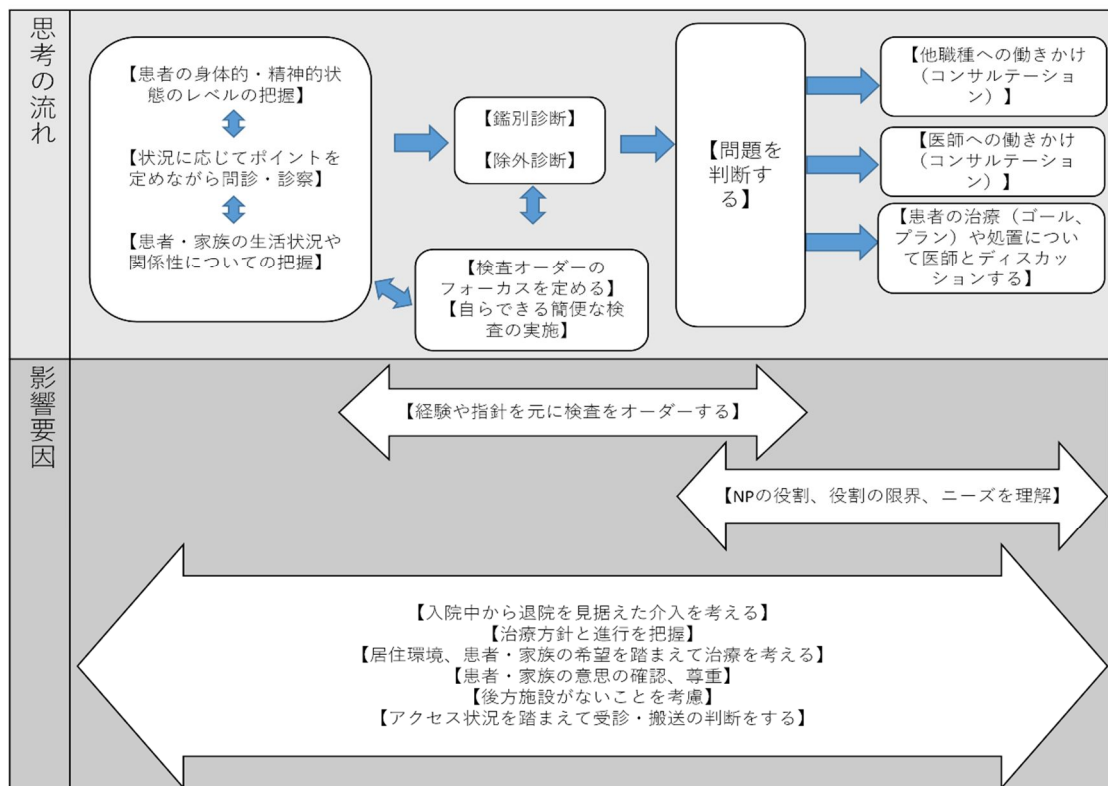 思考の流れ
【患者の身体的・精神的状
態のレベルの把握】
状況に応じてポイントを
定めながら問診・診察】
【患者・家族の生活状況や
関係性についての把握】
【鑑別診断】
【除外診断】
【検査オーダーの
フォーカスを定める】
【自らできる簡便な検
査の実施】
【問題を
判断す
る】
【他職種への働きかけ
（コンサルテーショ
ン）】
【医師への働きかけ
（コンサルテーショ
ン）】
【患者の治療（ゴール、
プラン）や処置につい
て医師とディスカッ
ションする】
影響要因
【経験や指針を元に検査をオーダーする】
【NPの役割、役割の限界、ニーズを理解】
【入院中から退院を見据えた介入を考える】
【治療方針と進行を把握】
【居住環境、患者・家族の希望を踏まえて治療を考える】
【患者・家族の意思の確認、尊重】
【後方施設がないことを考慮】
【アクセス状況を踏まえて受診・搬送の判断をする】